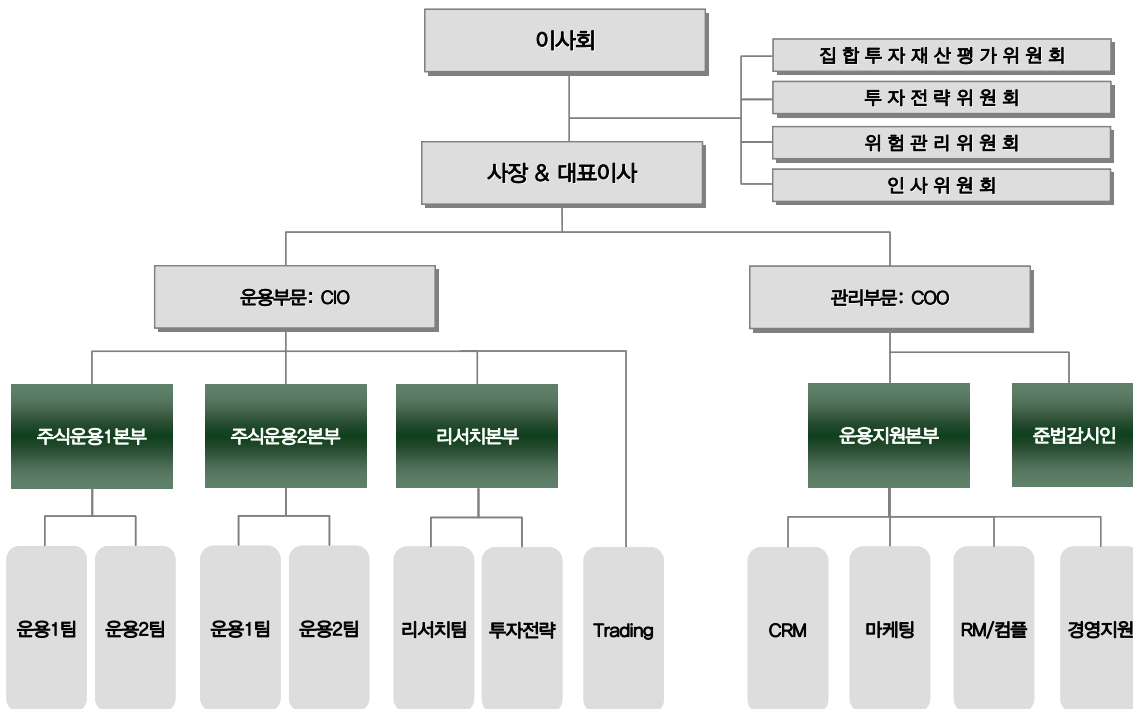 이사회
집합투자재산평가위원회
투자전략위원회
위험관리위원회
인사위원회
사장 & 대표이사
운용부문: CIO
관리부문: COO
주식운용1본부
주식운용2본부
리서치본부
운용지원본부
준법감시인
운용1팀
운용2팀
운용1팀
운용2팀
리서치팀
투자전략
Trading
CRM
마케팅
RM/컴플
경영지원